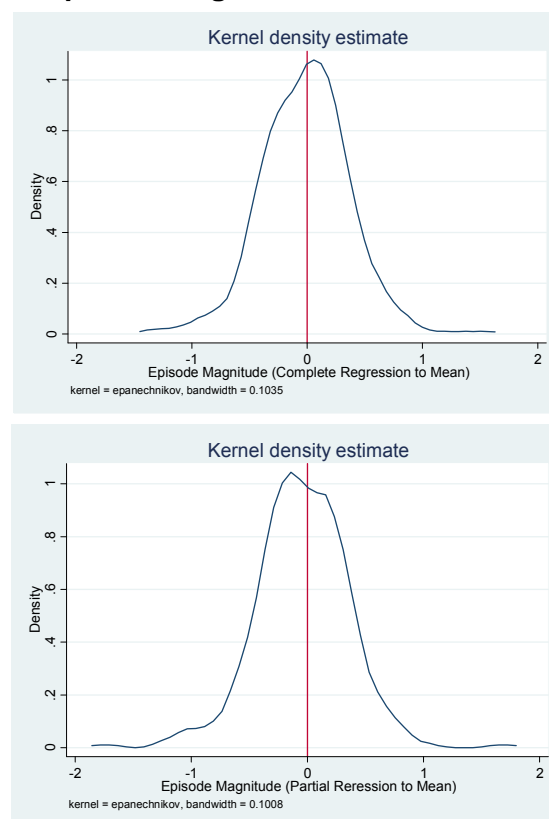 Kernel density estimate
Density
0 .2 .4 .6 .8 1
-2 -1 0 1 2
Episode Magnitude (Complete Regression to Mean)
kernel = epanechnikov, bandwidth = 0.1035
Kernel density estimate
Density
0 .2 .4 .6 .8 1
-2 -1 0 1 2
Episode Magnitude (Partial Reression to Mean)
kernel = epanechnikov, bandwidth = 0.1008